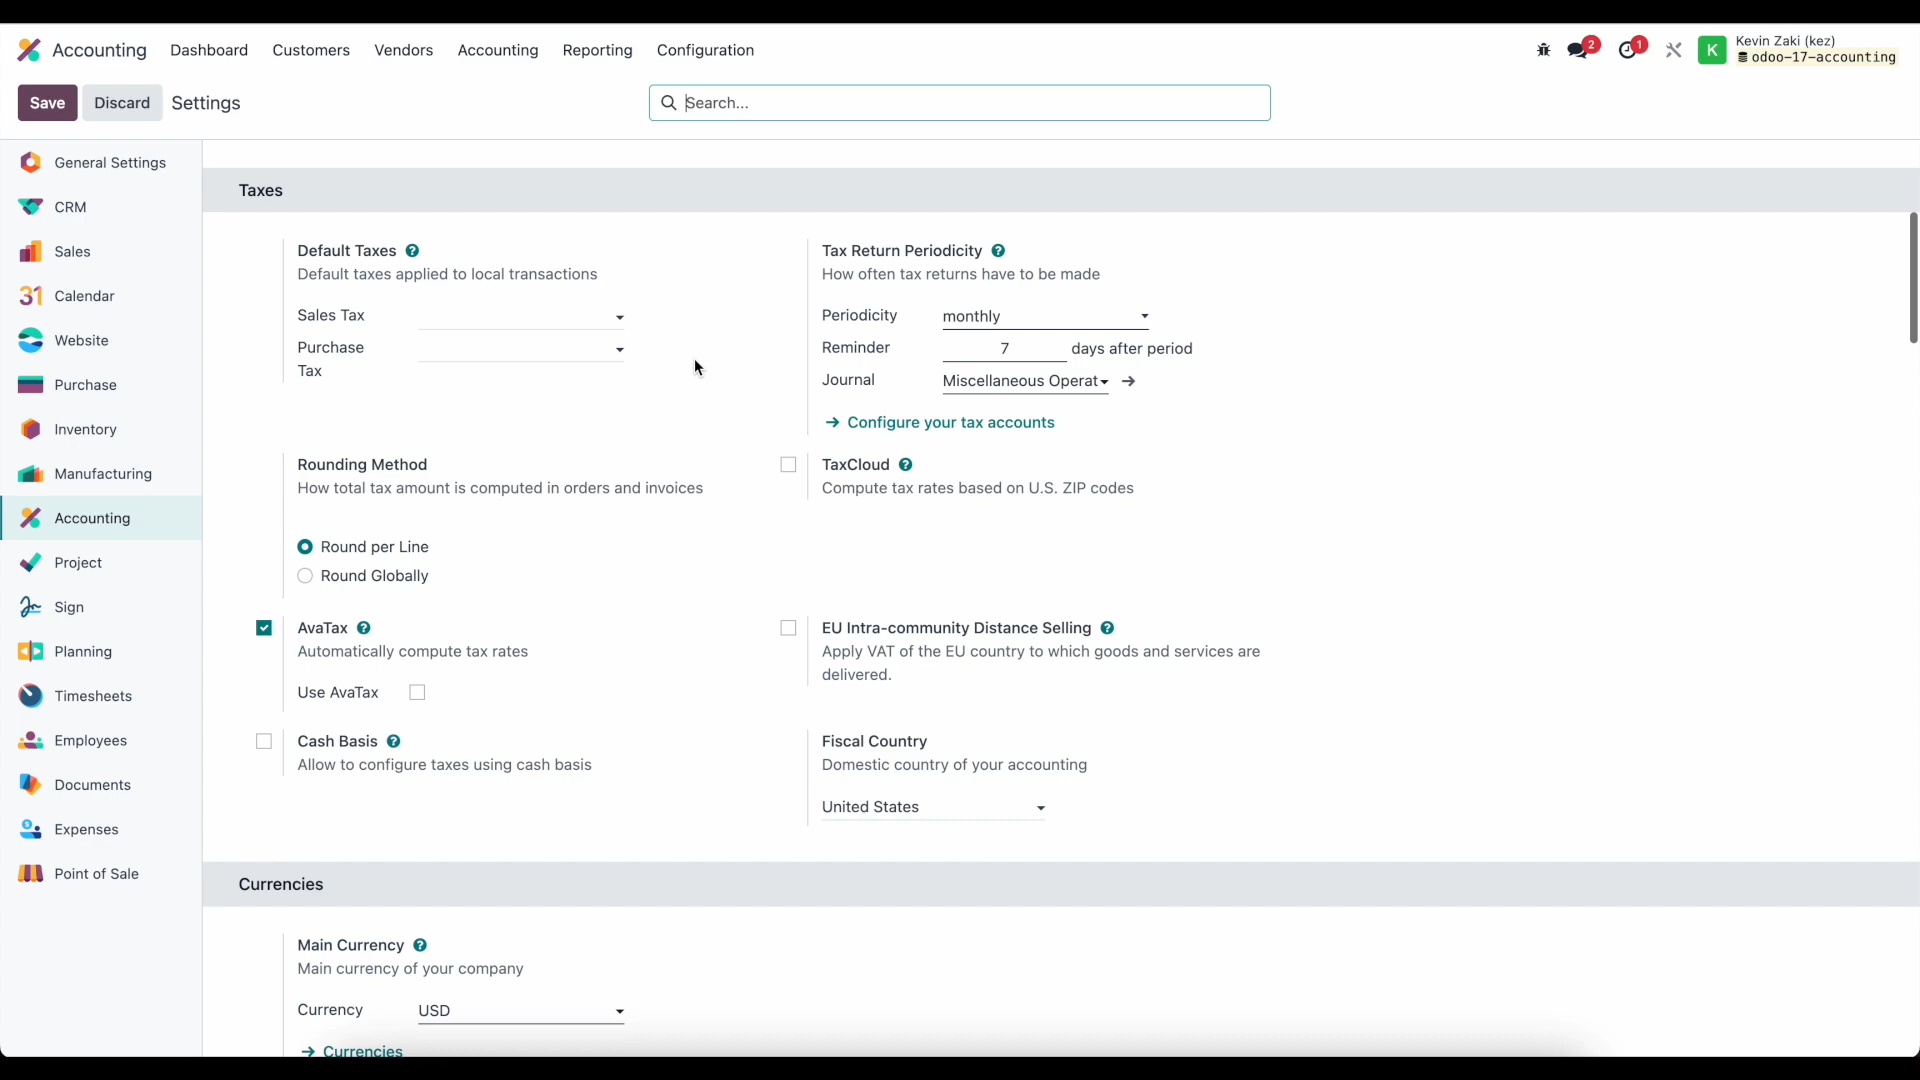 Accounting Dashboard Customers Vendors Accounting Reporting Configuration
2 1 K Kevin Zaki (kez)
odoo-17-accounting
Save Discard Settings Search...
General Settings
CRM
Sales
31 Calendar
Website
Purchase
Inventory
Manufacturing
Accounting
Project
Sign
Planning
Timesheets
Employees
Documents
Expenses
Point of Sale
Taxes
Default Taxes ?
Default taxes applied to local transactions
Sales Tax
Purchase
Tax
Tax Return Periodicity ?
How often tax returns have to be made
Periodicity monthly
Reminder 7 days after period
Journal Miscellaneous Operat
Configure your tax accounts
Rounding Method
How total tax amount is computed in orders and invoices
Round per Line
Round Globally
TaxCloud ?
Compute tax rates based on U.S. ZIP codes
AvaTax ?
Automatically compute tax rates
Use AvaTax
EU Intra-community Distance Selling ?
Apply VAT of the EU country to which goods and services are
delivered.
Cash Basis ?
Allow to configure taxes using cash basis
Fiscal Country
Domestic country of your accounting
United States
Currencies
Main Currency ?
Main currency of your company
Currency USD
Currencies